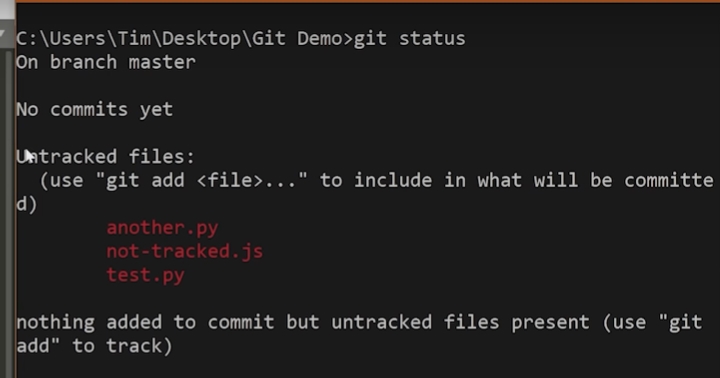 C:\Users\Tim\Desktop\Git Demo>git status
On branch master
No commits yet
Untracked files:
(use "git add <file>..." to include in what will be committe
d)
another.py
not-tracked.js
test.py
nothing added to commit but untracked files present (use "git
add" to track)